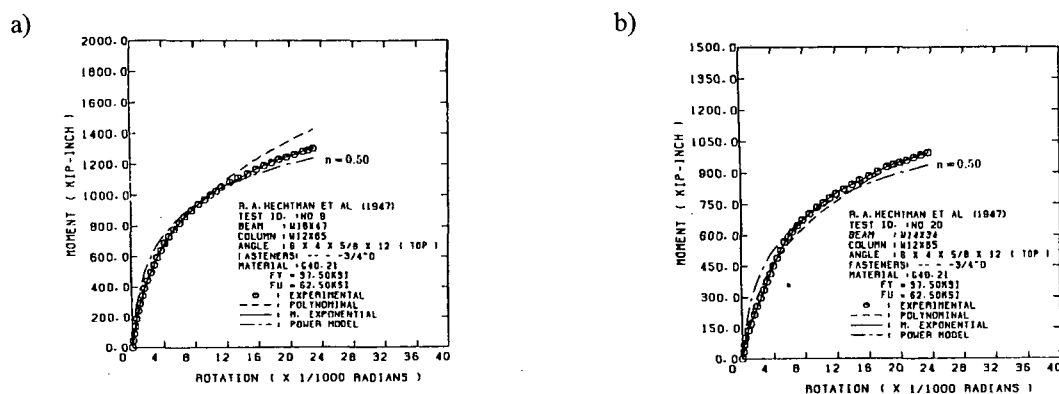 a)
2000.0
1800.0
1600.0
1400.0
1200.0
1000.0
800.0
600.0
400.0
200.0
0.0
MOMENT ( KIP-INCH )
n = 0.50
R.A.HECHTMAN ET AL (1947)
TEST ID. :NO 8
BEAM :W18X47
COLUMN :W12X65
ANGLE : 6 X 4 X 5/8 X 12 ( TOP )
FASTENERS: - - - -3/4"D
MATERIAL :G40.21
FY = 37.50KSI
FU = 62.50KSI
: EXPERIMENTAL
: POLYNOMINAL
: M. EXPONENTIAL
: POWER MODEL
0 4 8 12 16 20 24 28 32 36 40
ROTATION ( X 1/1000 RADIANS )
b)
1500.0
1350.0
1200.0
1050.0
900.0
750.0
600.0
450.0
300.0
150.0
0.0
MOMENT ( KIP-INCH )
n = 0.50
R.A.HECHTMAN ET AL (1947)
TEST ID. :NO 20
BEAM :W14X34
COLUMN :W12X65
ANGLE : 6 X 4 X 5/8 X 12 ( TOP )
FASTENERS: - - - -3/4"D
MATERIAL :G40.21
FY = 37.50KSI
FU = 62.50KSI
: EXPERIMENTAL
: POLYNOMINAL
: M. EXPONENTIAL
: POWER MODEL
0 4 8 12 16 20 24 28 32 36 40
ROTATION ( X 1/1000 RADIANS )